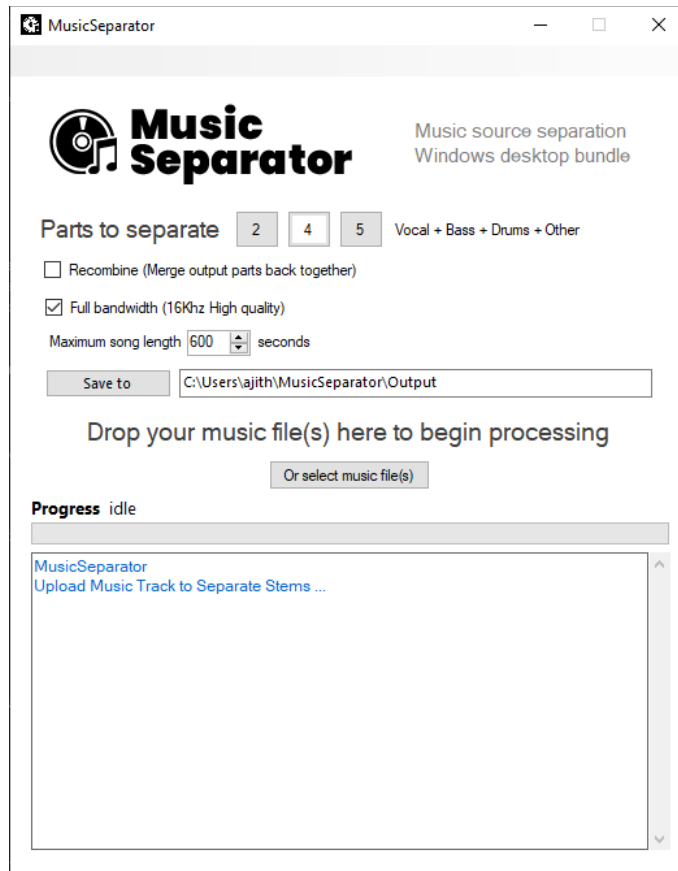 MusicSeparator
Music
Separator
Music source separation
Windows desktop bundle
Parts to separate 2 4 5 Vocal + Bass + Drums + Other
Recombine (Merge output parts back together)
Full bandwidth (16Khz High quality)
Maximum song length 600 seconds
Save to C:\Users\ajith\MusicSeparator\Output
Drop your music file(s) here to begin processing
Or select music file(s)
Progress idle
MusicSeparator
Upload Music Track to Separate Stems ...